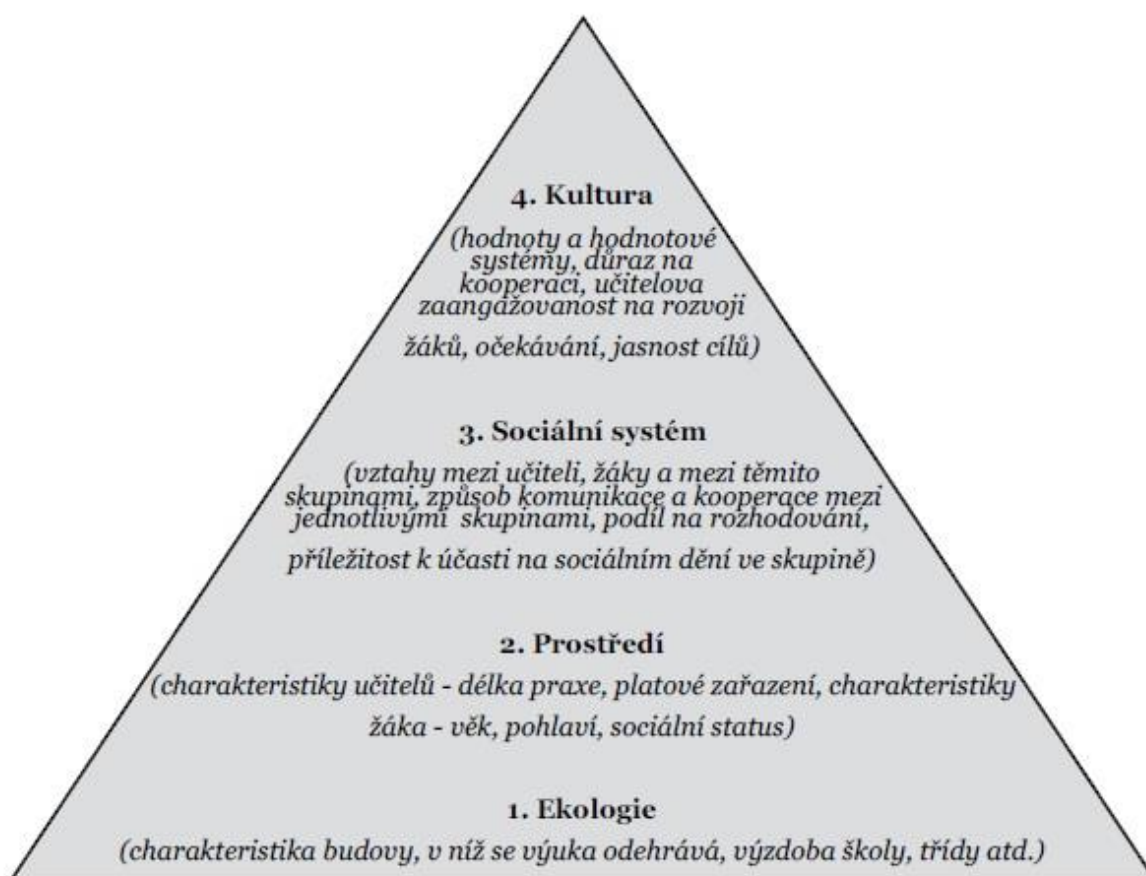 4. Kultura
(hodnoty a hodnotové
systémy, důraz na
kooperaci, učitelova
zaangážovanost na rozvoji
žáků, očekávání, jasnost cílů)
3. Sociální systém
(vztahy mezi učiteli, žáky a mezi těmito
skupinami, způsob komunikace a kooperace mezi
jednotlivými skupinami, podíl na rozhodování,
příležitost k účasti na sociálním dění ve skupině)
2. Prostředí
(charakteristiky učitelů - délka praxe, platové zařazení, charakteristiky
žáka - věk, pohlaví, sociální status)
1. Ekologie
(charakteristika budovy, v níž se výuka odehrává, výzdoba školy, třídy atd.)